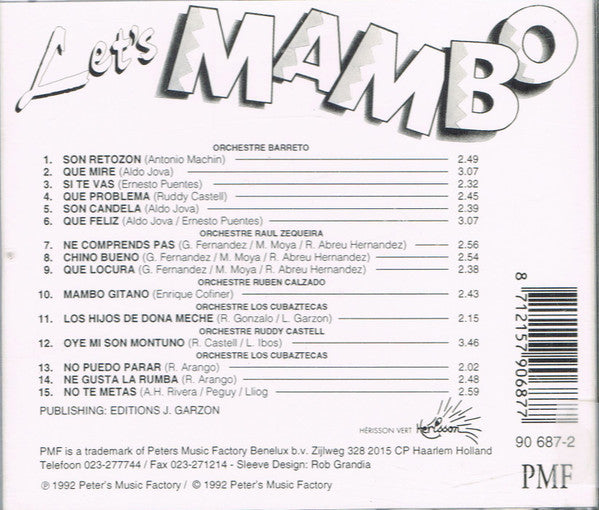 Let's MAMBO
ORCHESTRE BARRETO
1. SON RETOZON (Antonio Machin) 2.49
2. QUE MIRE (Aldo Jova) 3.07
3. SI TE VAS (Ernesto Puentes) 2.32
4. QUE PROBLEMA (Ruddy Castell) 2.45
5. SON CANDELA (Aldo Jova) 2.39
6. QUE FELIZ (Aldo Jova / Ernesto Puentes) 3.07
ORCHESTRE RAUL ZEQUEIRA
7. NE COMPRENDS PAS (G. Fernandez / M. Moya / R. Abreu Hernandez) 2.56
8. CHINO BUENO (G. Fernandez / M. Moya / R. Abreu Hernandez) 2.54
9. QUE LOCURA (G. Fernandez / M. Moya / R. Abreu Hernandez) 2.38
ORCHESTRE RUBEN CALZADO
10. MAMBO GITANO (Enrique Cofiner) 2.43
ORCHESTRE LOS CUBAZTECAS
11. LOS HIJOS DE DONA MECHE (R. Gonzalo / L. Garzon) 2.15
ORCHESTRE RUDDY CASTELL
12. OYE MI SON MONTUNO (R. Castell / L. Ibos) 3.46
ORCHESTRE LOS CUBAZTECAS
13. NO PUEDO PARAR (R. Arango) 2.02
14. NE GUSTA LA RUMBA (R. Arango) 2.48
15. NO TE METAS (A.H. Rivera / Peguy / Lliog 2.59
PUBLISHING: EDITIONS J. GARZON
HÉRISSON VERT Hérisson
8 712157 906877
90 687-2
PMF
PMF is a trademark of Peters Music Factory Benelux b.v. Zijlweg 328 2015 CP Haarlem Holland
Telefoon 023-277744 / Fax 023-271214 - Sleeve Design: Rob Grandia
℗ 1992 Peter's Music Factory / © 1992 Peter's Music Factory